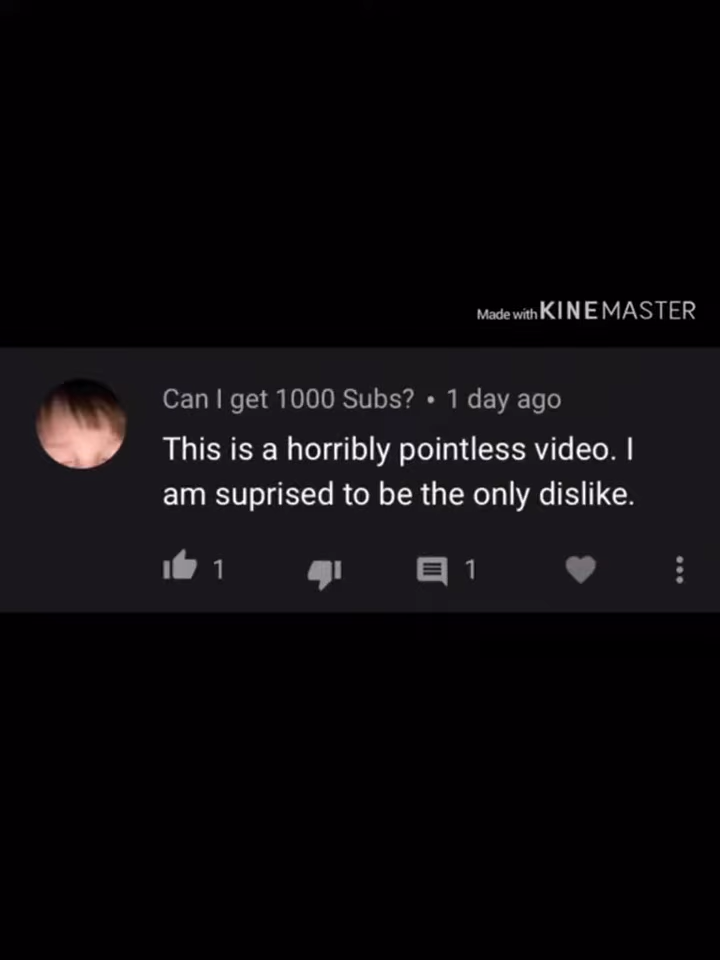 Made with KINEMASTER
Can I get 1000 Subs? • 1 day ago
This is a horribly pointless video. I
am suprised to be the only dislike.
1 1